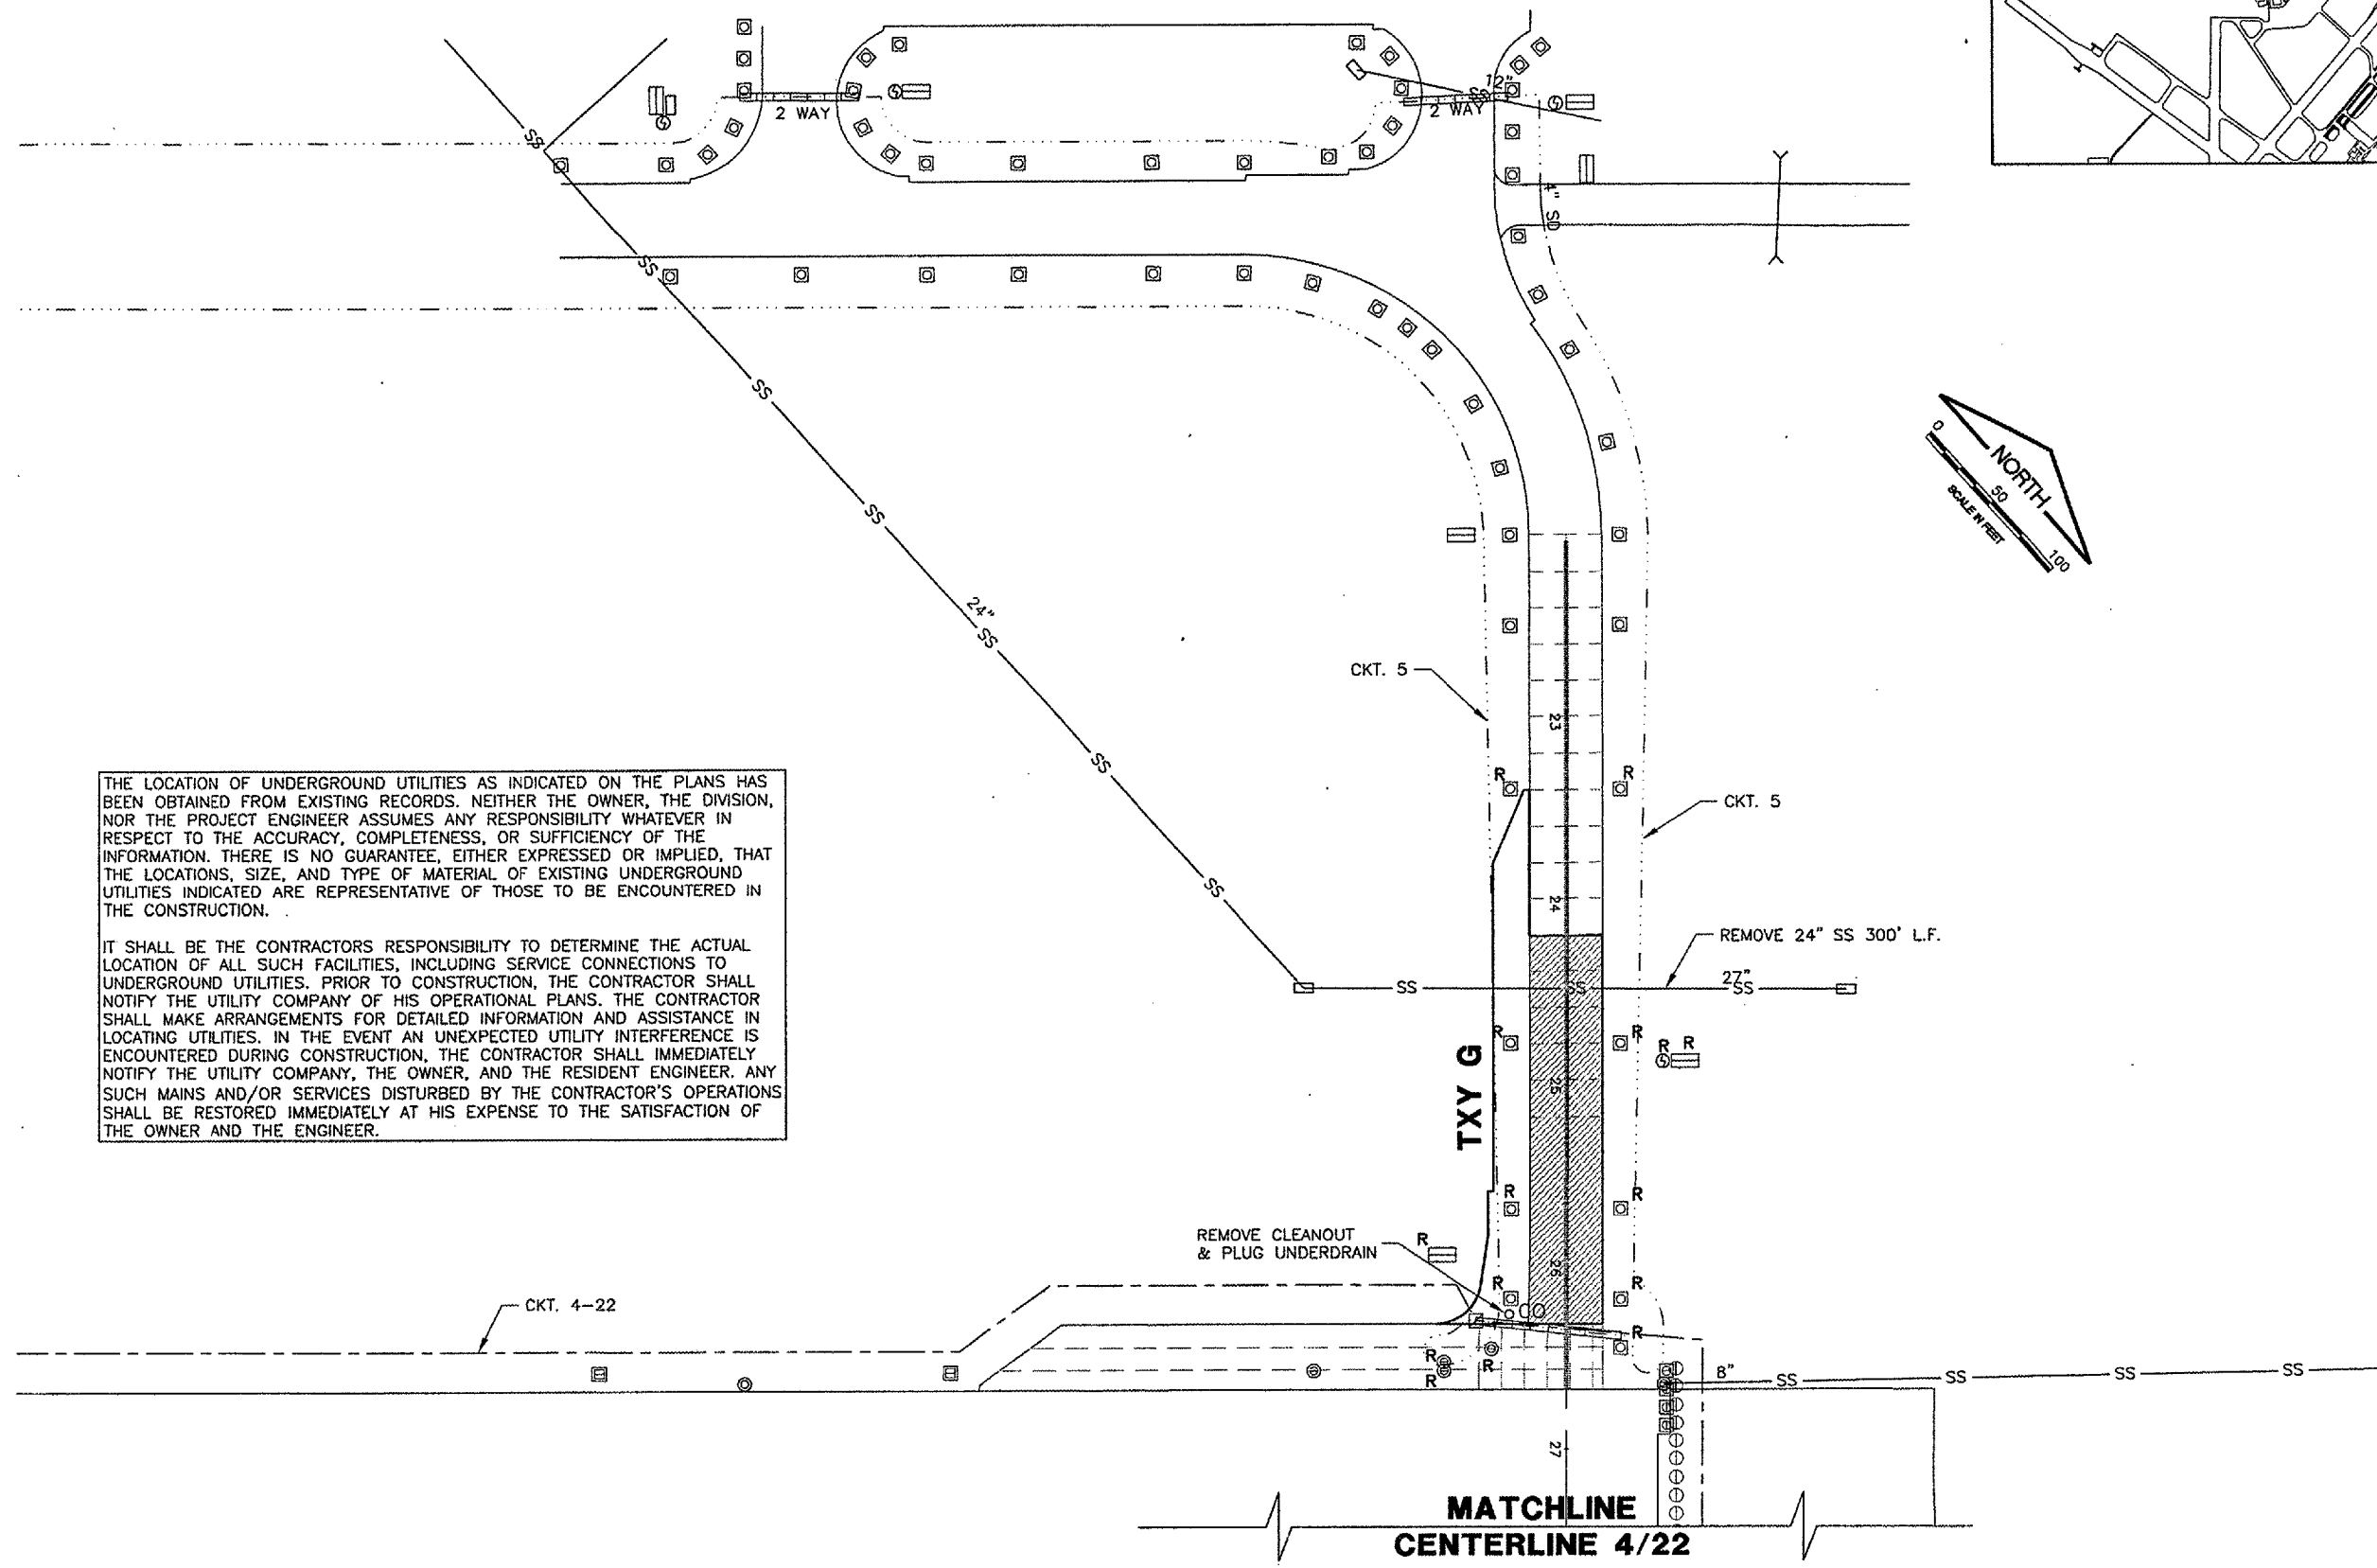 12"
SS
2 WAY
2 WAY
SS
4" SD
SS
0
NORTH
50
SCALE IN FEET
100
SS
SS
24"
SS
CKT. 5
23
SS
R
R
CKT. 5
THE LOCATION OF UNDERGROUND UTILITIES AS INDICATED ON THE PLANS HAS
BEEN OBTAINED FROM EXISTING RECORDS. NEITHER THE OWNER, THE DIVISION,
NOR THE PROJECT ENGINEER ASSUMES ANY RESPONSIBILITY WHATEVER IN
RESPECT TO THE ACCURACY, COMPLETENESS, OR SUFFICIENCY OF THE
INFORMATION. THERE IS NO GUARANTEE, EITHER EXPRESSED OR IMPLIED, THAT
THE LOCATIONS, SIZE, AND TYPE OF MATERIAL OF EXISTING UNDERGROUND
UTILITIES INDICATED ARE REPRESENTATIVE OF THOSE TO BE ENCOUNTERED IN
THE CONSTRUCTION.
IT SHALL BE THE CONTRACTORS RESPONSIBILITY TO DETERMINE THE ACTUAL
LOCATION OF ALL SUCH FACILITIES, INCLUDING SERVICE CONNECTIONS TO
UNDERGROUND UTILITIES. PRIOR TO CONSTRUCTION, THE CONTRACTOR SHALL
NOTIFY THE UTILITY COMPANY OF HIS OPERATIONAL PLANS. THE CONTRACTOR
SHALL MAKE ARRANGEMENTS FOR DETAILED INFORMATION AND ASSISTANCE IN
LOCATING UTILITIES. IN THE EVENT AN UNEXPECTED UTILITY INTERFERENCE IS
ENCOUNTERED DURING CONSTRUCTION, THE CONTRACTOR SHALL IMMEDIATELY
NOTIFY THE UTILITY COMPANY, THE OWNER, AND THE RESIDENT ENGINEER. ANY
SUCH MAINS AND/OR SERVICES DISTURBED BY THE CONTRACTOR'S OPERATIONS
SHALL BE RESTORED IMMEDIATELY AT HIS EXPENSE TO THE SATISFACTION OF
THE OWNER AND THE ENGINEER.
SS
24
REMOVE 24" SS 300' L.F.
27"
SS
SS
SS
R
R
R R
TXY G
25
R
R
REMOVE CLEANOUT
& PLUG UNDERDRAIN
R
26
R
R
CO
CKT. 4-22
R
R
R
R
8"
SS
SS
SS
SS
27
MATCHLINE
CENTERLINE 4/22